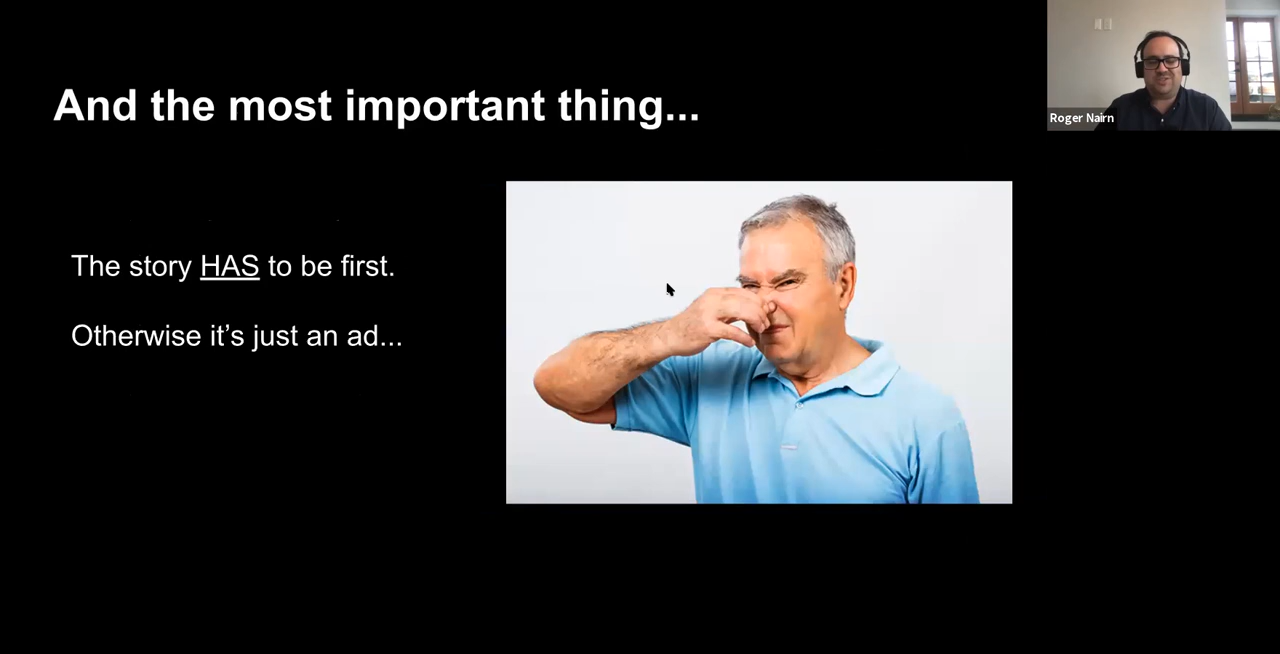 And the most important thing...
Roger Nairn
The story HAS to be first.
Otherwise it’s just an ad...